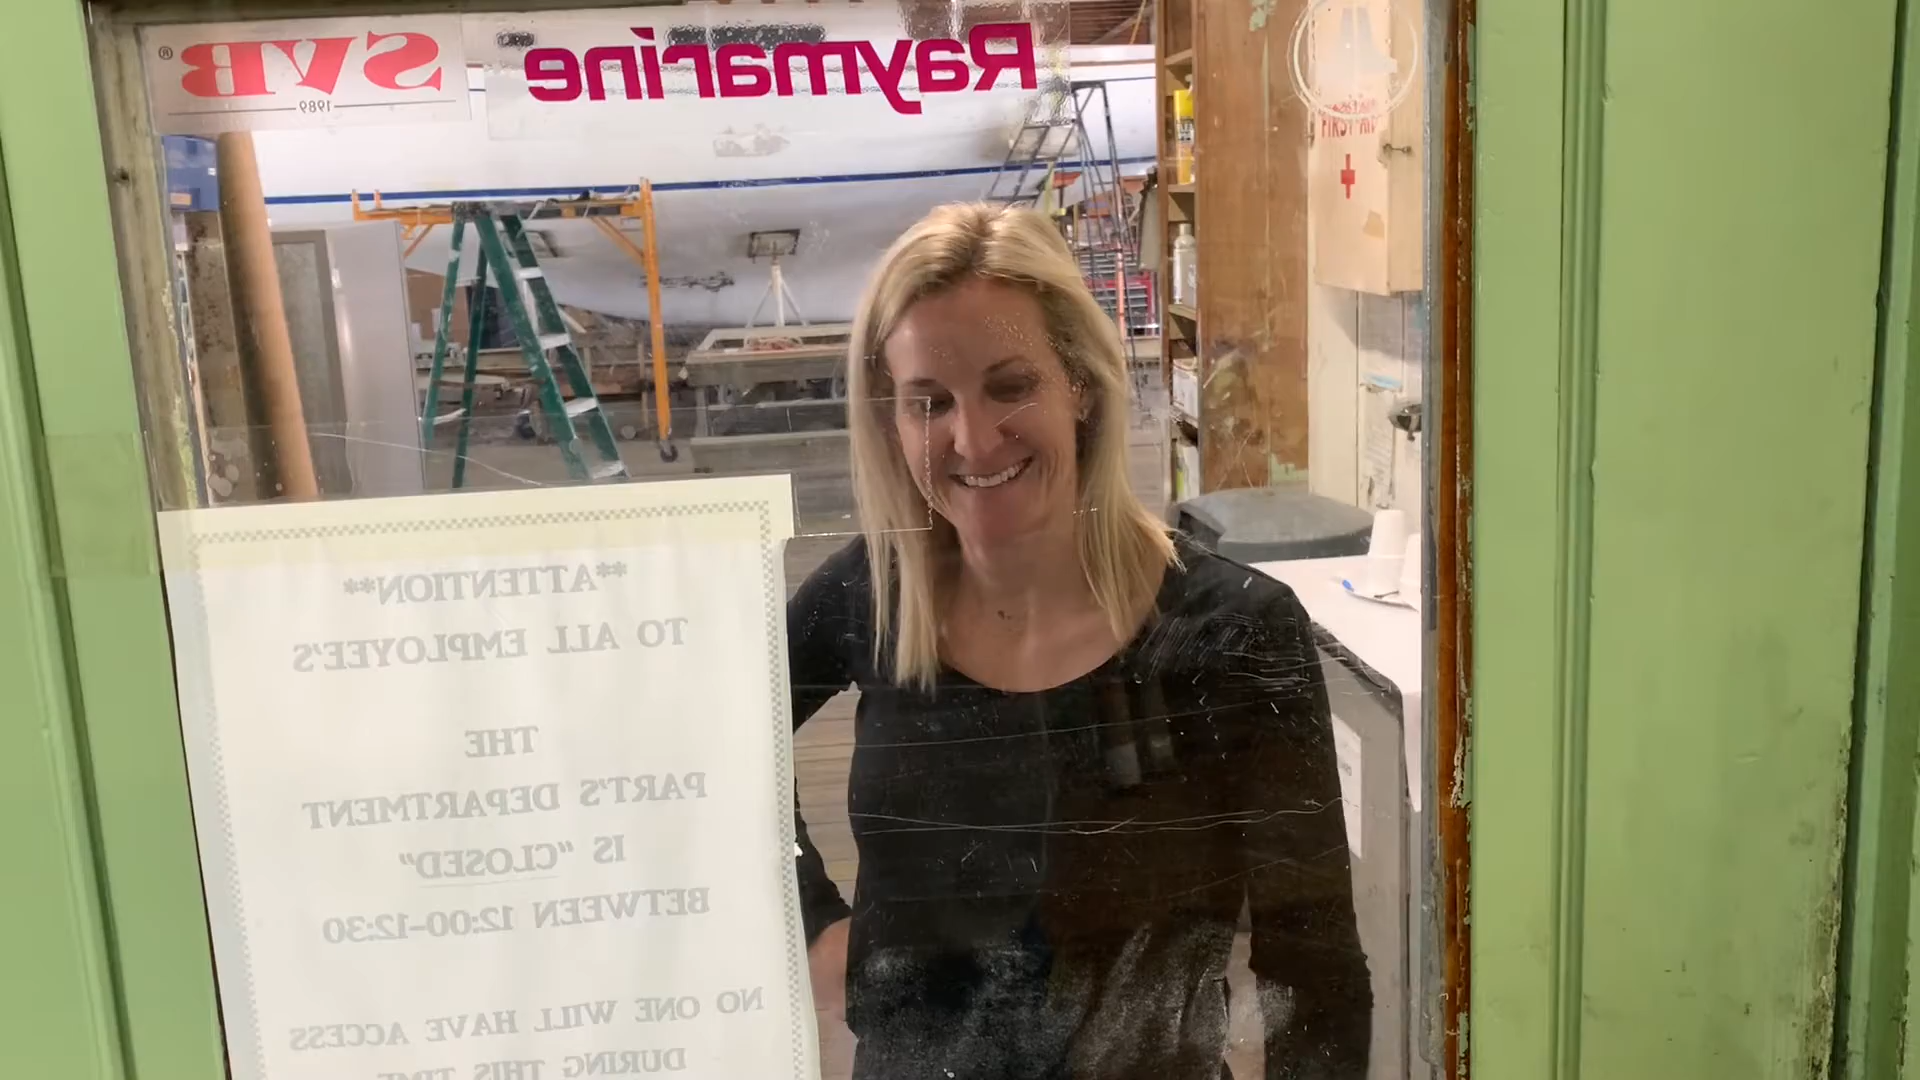 SVB®
1989
Raymarine
FIRST AID
**ATTENTION**
TO ALL EMPLOYEE'S
THE
PART'S DEPARTMENT
IS "CLOSED"
BETWEEN 12:00-12:30
NO ONE WILL HAVE ACCESS
DURING THIS TIME